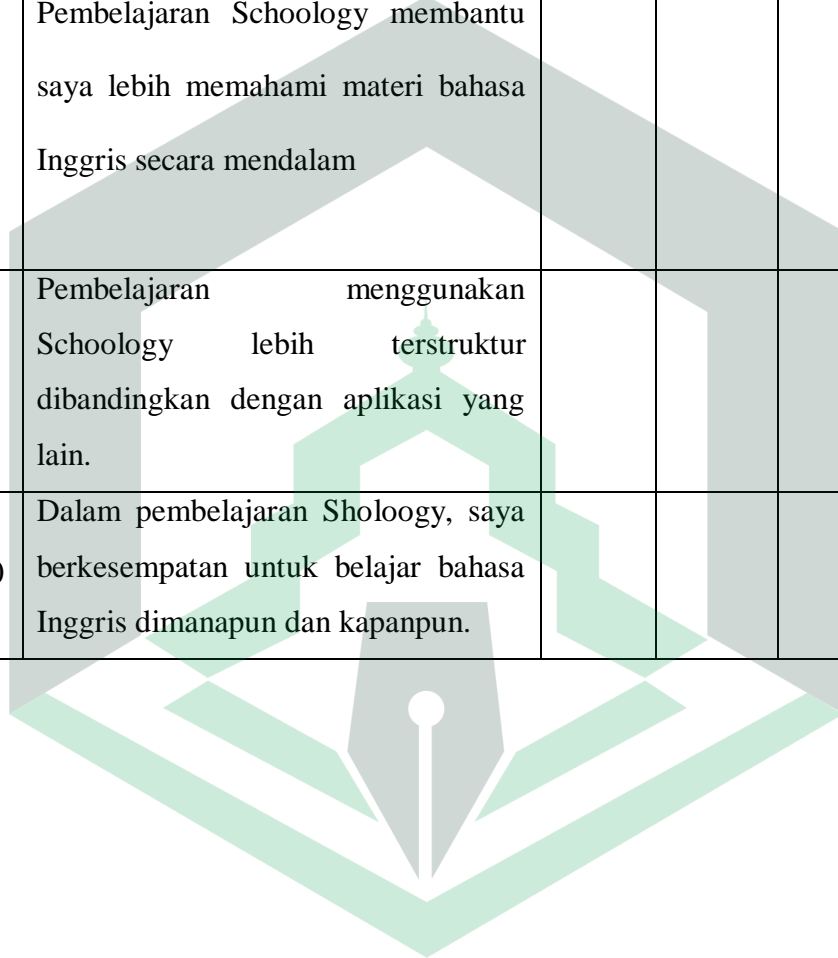 Pembelajaran Schoology membantu
saya lebih memahami materi bahasa
Inggris secara mendalam
Pembelajaran menggunakan
Schoology lebih terstruktur
dibandingkan dengan aplikasi yang
lain.
Dalam pembelajaran Sholoogy, saya
berkesempatan untuk belajar bahasa
Inggris dimanapun dan kapanpun.